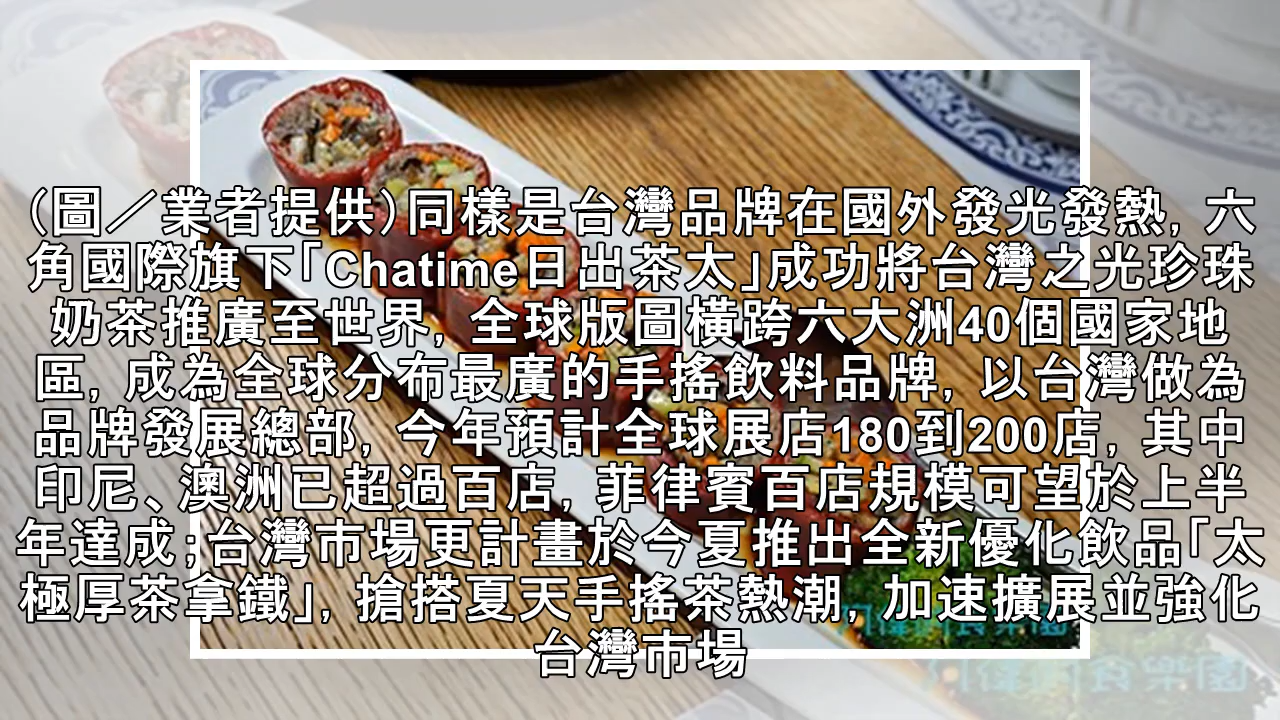 (圖／業者提供)同樣是台灣品牌在國外發光發熱, 六
角國際旗下「Chatime日出茶太」成功將台灣之光珍珠
奶茶推廣至世界, 全球版圖橫跨六大洲40個國家地
區, 成為全球分布最廣的手搖飲料品牌, 以台灣做為
品牌發展總部, 今年預計全球展店180到200店, 其中
印尼、澳洲已超過百店, 菲律賓百店規模可望於上半
年達成;台灣市場更計畫於今夏推出全新優化飲品「太
極厚茶拿鐵」, 搶搭夏天手搖茶熱潮, 加速擴展並強化
台灣市場